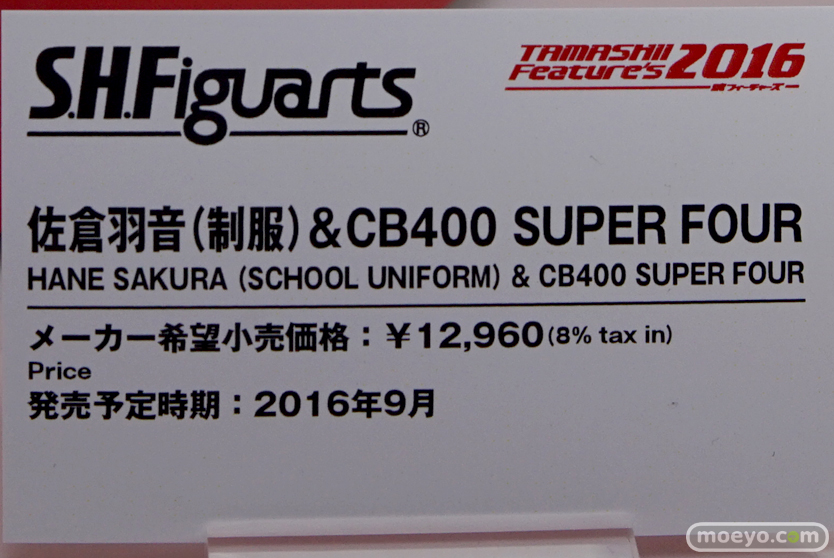 S.H.Figuarts®
TAMASHII Feature's 2016
魂フィーチャーズ
佐倉羽音(制服)&CB400 SUPER FOUR
HANE SAKURA (SCHOOL UNIFORM) & CB400 SUPER FOUR
メーカー希望小売価格：¥12,960(8% tax in)
Price
発売予定時期：2016年9月
moeyo.com